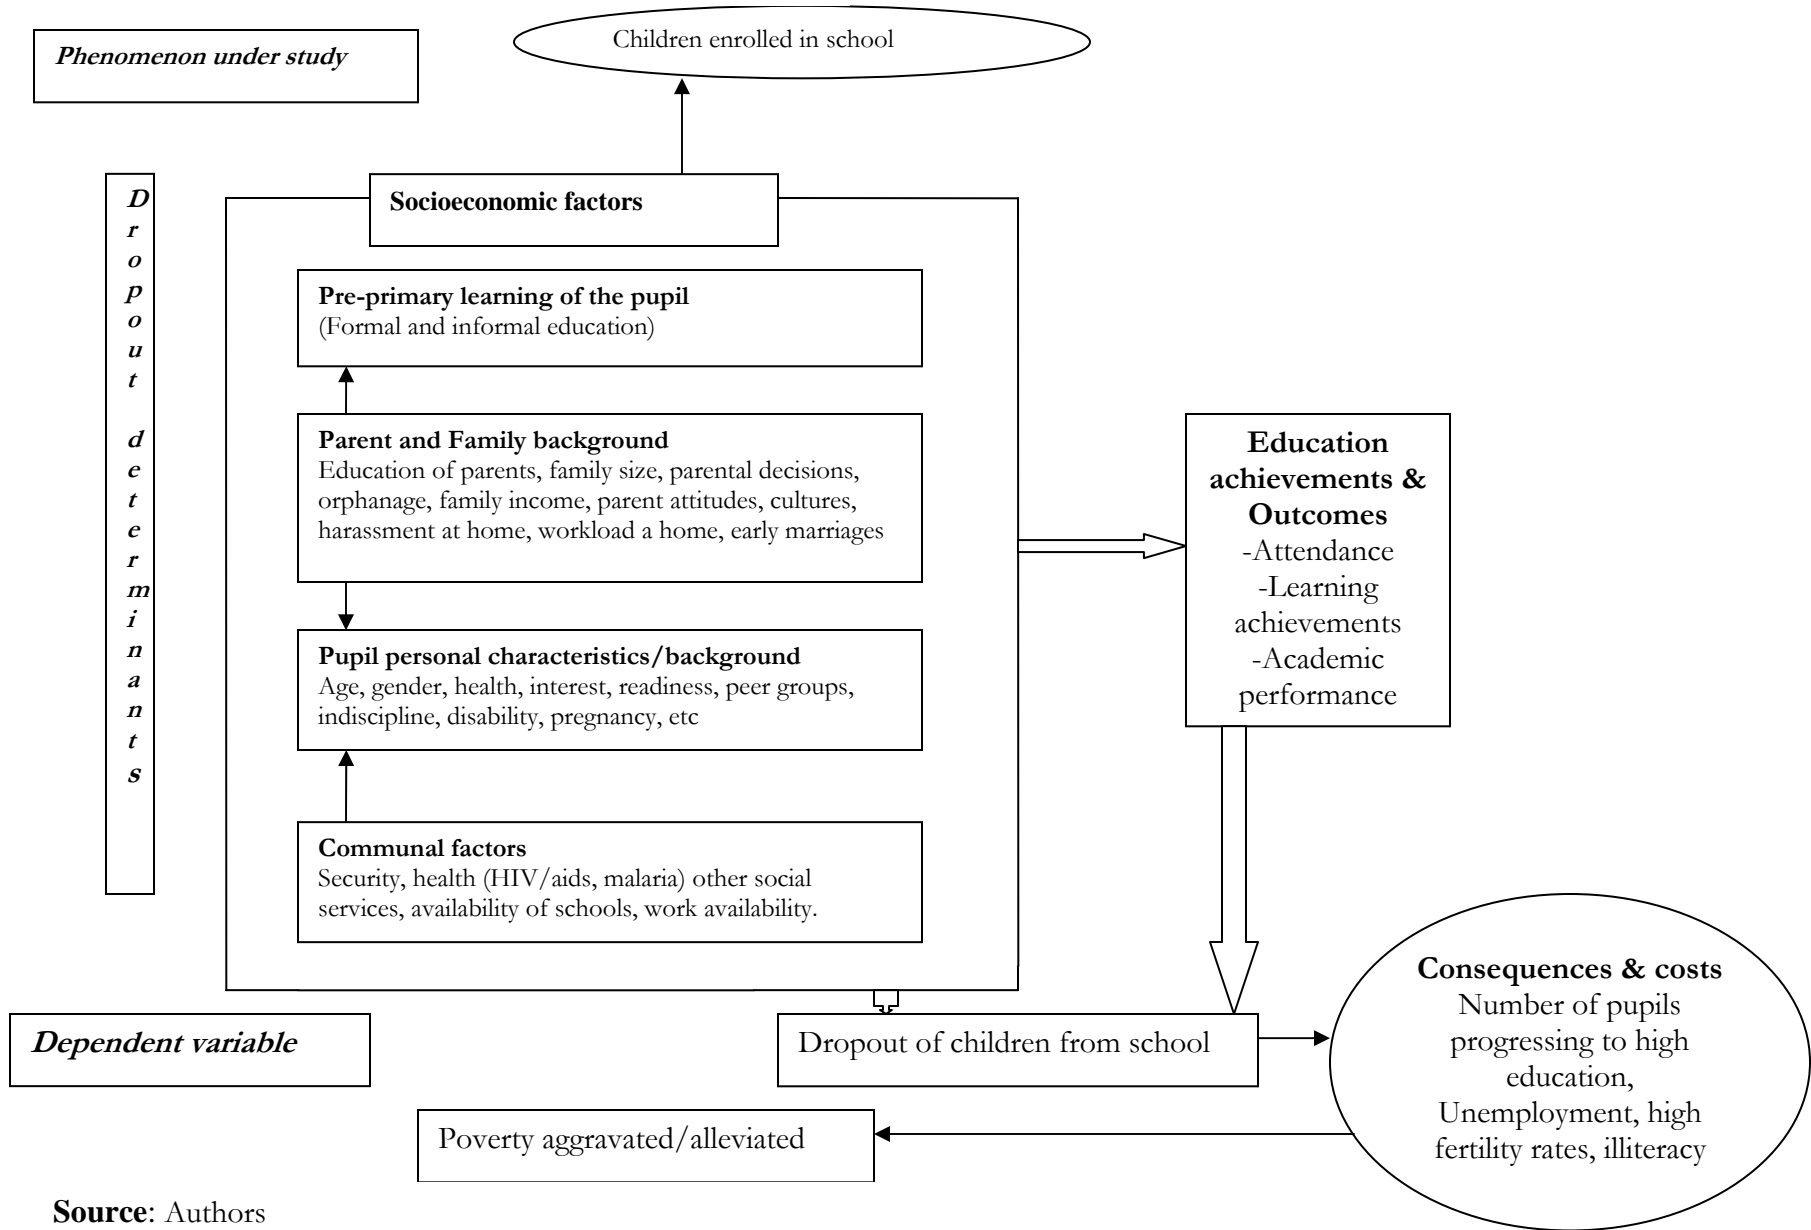 Phenomenon under study
Children enrolled in school
Dropout determinants
Socioeconomic factors
Pre-primary learning of the pupil
(Formal and informal education)
Parent and Family background
Education of parents, family size, parental decisions,
orphanage, family income, parent attitudes, cultures,
harassment at home, workload a home, early marriages
Pupil personal characteristics/background
Age, gender, health, interest, readiness, peer groups,
indiscipline, disability, pregnancy, etc
Communal factors
Security, health (HIV/aids, malaria) other social
services, availability of schools, work availability.
Education
achievements &
Outcomes
-Attendance
-Learning
achievements
-Academic
performance
Dependent variable
Dropout of children from school
Consequences & costs
Number of pupils
progressing to high
education,
Unemployment, high
fertility rates, illiteracy
Poverty aggravated/alleviated
Source: Authors